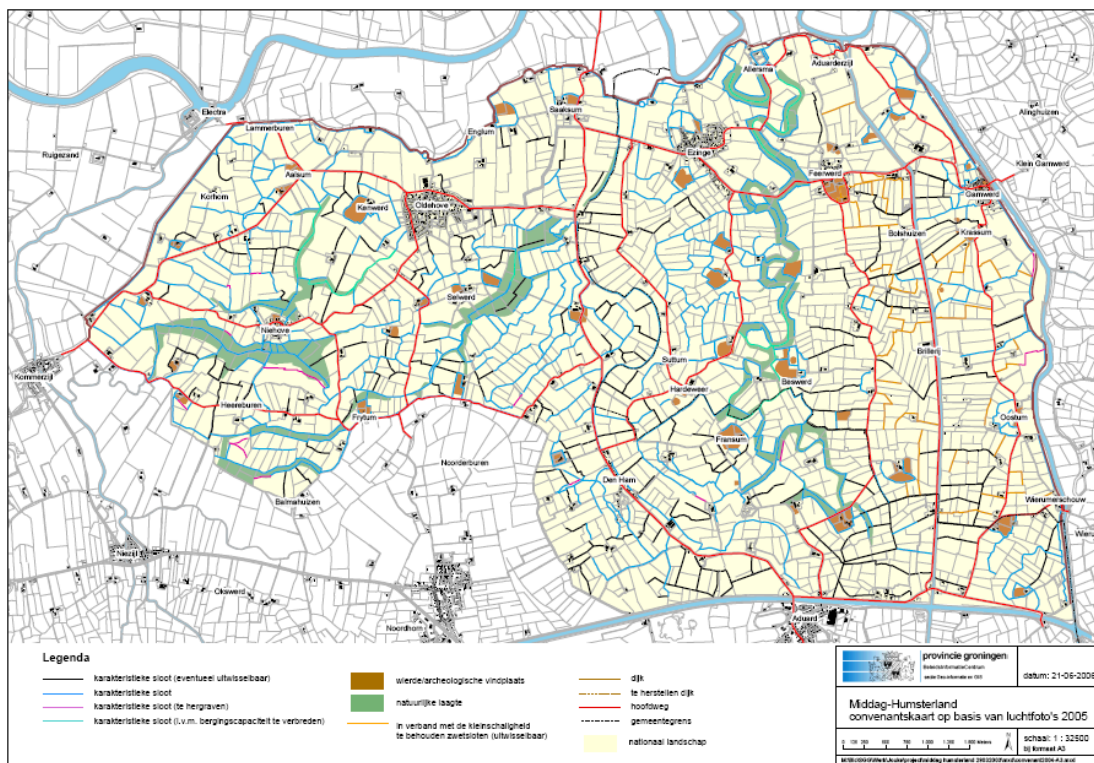 Allersma
Aduarderzijl
Electra
Saaksum
Lammerburen
Englum
Alinghuizen
Ruigezand
Ezinge
Klein Garnwerd
Aalsum
Feerwerd
Garnwerd
Korhorn
Kenwerd
Oldehove
Krassum
Bolshuizen
Selwerd
Niehove
Brillerij
Suttum
Kommerzijl
Beswerd
Hardeweer
Heereburen
Frytum
Oostum
Fransum
Noorderburen
Den Ham
Balmahuizen
Wierumerschouw
Niezijl
Okswerd
Noordhorn
Aduard
Legenda
karakteristieke sloot (eventueel uitwisselbaar)
karakteristieke sloot
karakteristieke sloot (te hergraven)
karakteristieke sloot (i.v.m. bergingscapaciteit te verbreden)
wierde/archeologische vindplaats
natuurlijke laagte
in verband met de kleinschaligheid
te behouden zwetsloten (uitwisselbaar)
dijk
te herstellen dijk
hoofdweg
gemeentegrens
nationaal landschap
provincie groningen
datum: 21-06-2006
Middag-Humsterland
convenantskaart op basis van luchtfoto's 2005
schaal: 1 : 32500
bij formaat A3